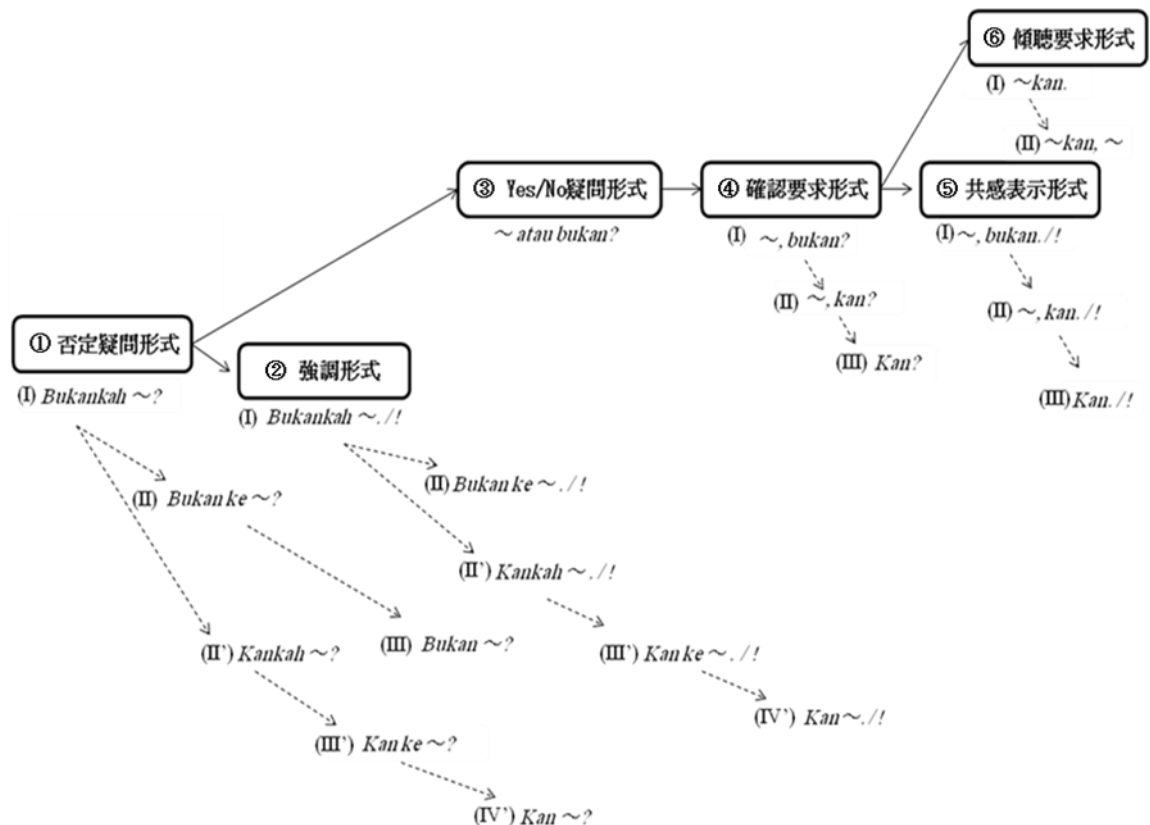 ⑥ 傾聴要求形式
(Ⅰ) ～kan.
(Ⅱ) ～kan, ～
③ Yes/No疑問形式
～ atau bukan?
④ 確認要求形式
(Ⅰ) ～, bukan?
(Ⅱ) ～, kan?
(Ⅲ) Kan?
⑤ 共感表示形式
(Ⅰ) ～, bukan./!
(Ⅱ) ～, kan./!
(Ⅲ) Kan./!
① 否定疑問形式
(Ⅰ) Bukankah ～?
② 強調形式
(Ⅰ) Bukankah ～./!
(Ⅱ) Bukan ke ～?
(Ⅱ) Bukan ke ～./!
(Ⅱ’) Kankah ～./!
(Ⅱ’) Kankah ～?
(Ⅲ) Bukan ～?
(Ⅲ’) Kan ke ～./!
(Ⅳ’) Kan～./!
(Ⅲ’) Kan ke ～?
(Ⅳ’) Kan ～?